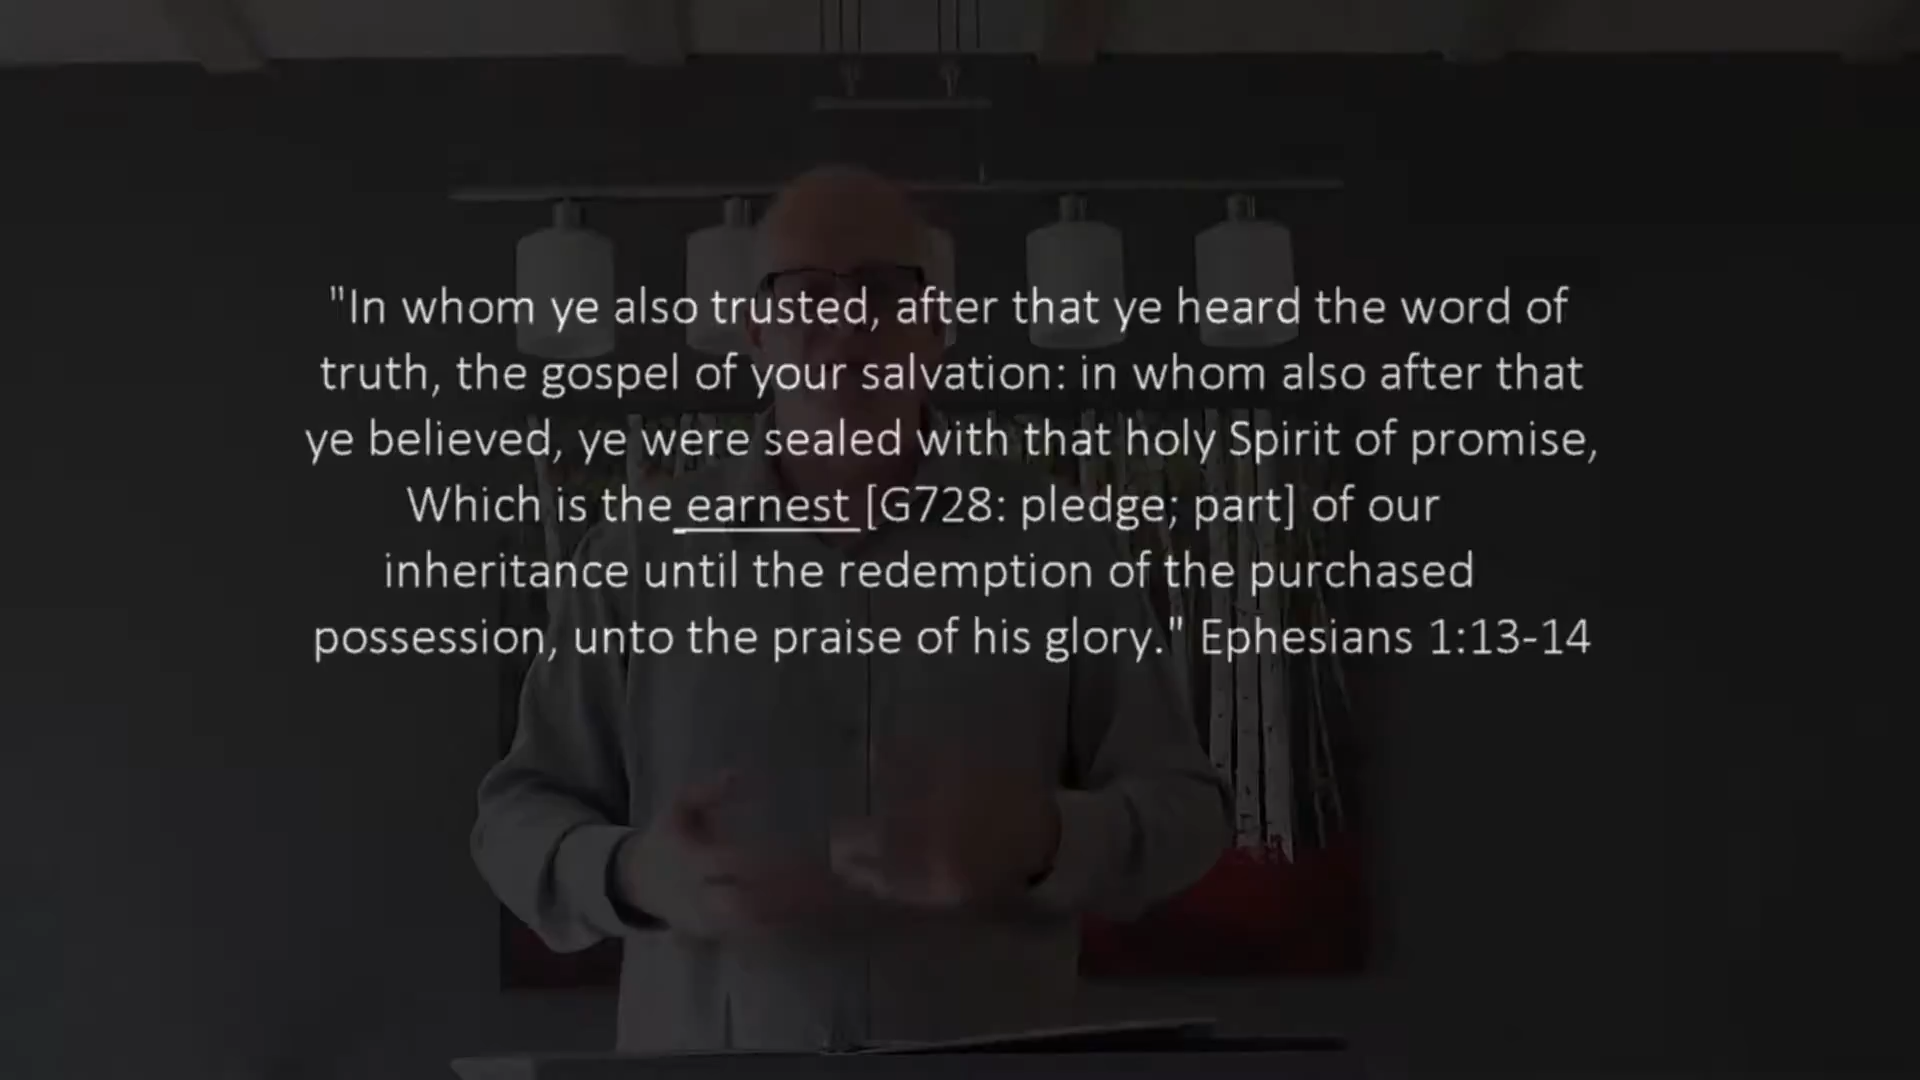 "In whom ye also trusted, after that ye heard the word of
truth, the gospel of your salvation: in whom also after that
ye believed, ye were sealed with that holy Spirit of promise,
Which is the earnest [G728: pledge; part] of our
inheritance until the redemption of the purchased
possession, unto the praise of his glory." Ephesians 1:13-14